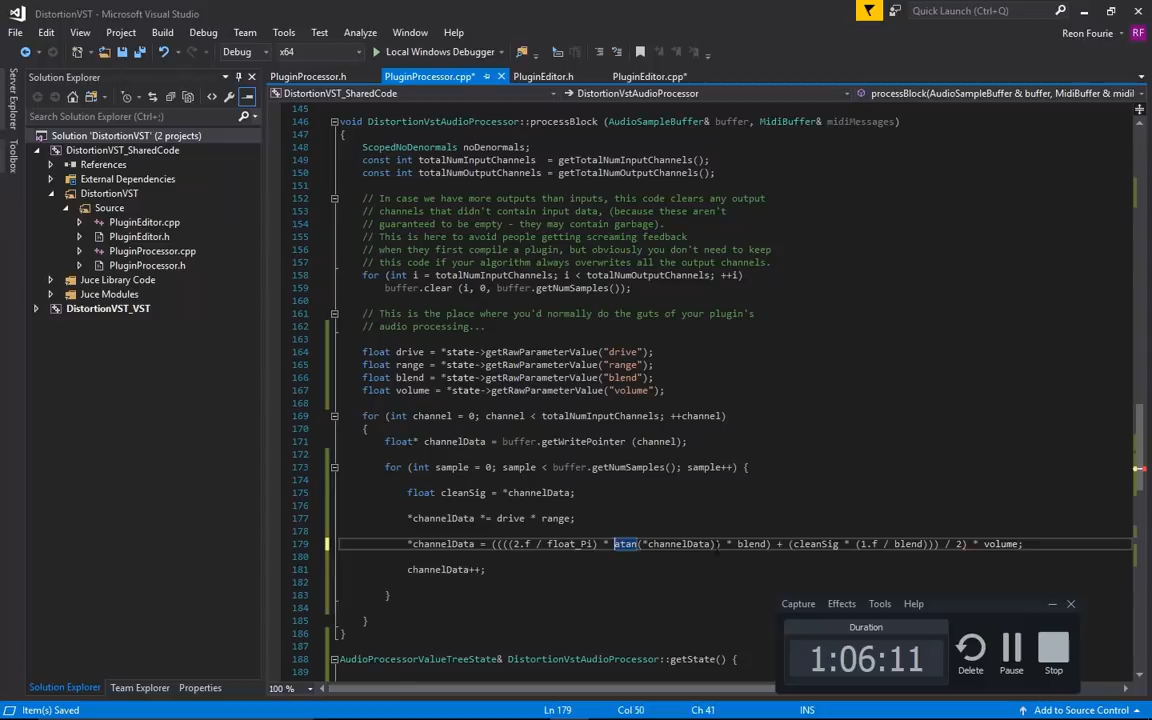 DistortionVST - Microsoft Visual Studio
Quick Launch (Ctrl+Q)
File Edit View Project Build Debug Team Tools Test Analyze Window Help
Reon Fourie RF
Debug x64 Local Windows Debugger
Server Explorer
Toolbox
Solution Explorer
Search Solution Explorer (Ctrl+;)
Solution 'DistortionVST' (2 projects)
DistortionVST_SharedCode
References
External Dependencies
DistortionVST
Source
PluginEditor.cpp
PluginEditor.h
PluginProcessor.cpp
PluginProcessor.h
Juce Library Code
Juce Modules
DistortionVST_VST
Solution Explorer Team Explorer Properties
PluginProcessor.h PluginProcessor.cpp* PluginEditor.h PluginEditor.cpp*
DistortionVST_SharedCode DistortionVstAudioProcessor processBlock(AudioSampleBuffer & buffer, MidiBuffer & midiI
145
146 void DistortionVstAudioProcessor::processBlock (AudioSampleBuffer& buffer, MidiBuffer& midiMessages)
147 {
148 ScopedNoDenormals noDenormals;
149 const int totalNumInputChannels  = getTotalNumInputChannels();
150 const int totalNumOutputChannels = getTotalNumOutputChannels();
151
152 // In case we have more outputs than inputs, this code clears any output
153 // channels that didn't contain input data, (because these aren't
154 // guaranteed to be empty - they may contain garbage).
155 // This is here to avoid people getting screaming feedback
156 // when they first compile a plugin, but obviously you don't need to keep
157 // this code if your algorithm always overwrites all the output channels.
158 for (int i = totalNumInputChannels; i < totalNumOutputChannels; ++i)
159 buffer.clear (i, 0, buffer.getNumSamples());
160
161 // This is the place where you'd normally do the guts of your plugin's
162 // audio processing...
163
164 float drive = *state->getRawParameterValue("drive");
165 float range = *state->getRawParameterValue("range");
166 float blend = *state->getRawParameterValue("blend");
167 float volume = *state->getRawParameterValue("volume");
168
169 for (int channel = 0; channel < totalNumInputChannels; ++channel)
170 {
171 float* channelData = buffer.getWritePointer (channel);
172
173 for (int sample = 0; sample < buffer.getNumSamples(); sample++) {
174
175 float cleanSig = *channelData;
176
177 *channelData *= drive * range;
178
179 *channelData = ((((2.f / float_Pi) * atan(*channelData)) * blend) + (cleanSig * (1.f / blend))) / 2) * volume;
180
181 channelData++;
182
183 }
184
185 }
186 }
187
188 AudioProcessorValueTreeState& DistortionVstAudioProcessor::getState() {
189
100 %
Capture Effects Tools Help
Duration
1:06:11
Delete Pause Stop
Item(s) Saved Ln 179 Col 50 Ch 41 INS Add to Source Control